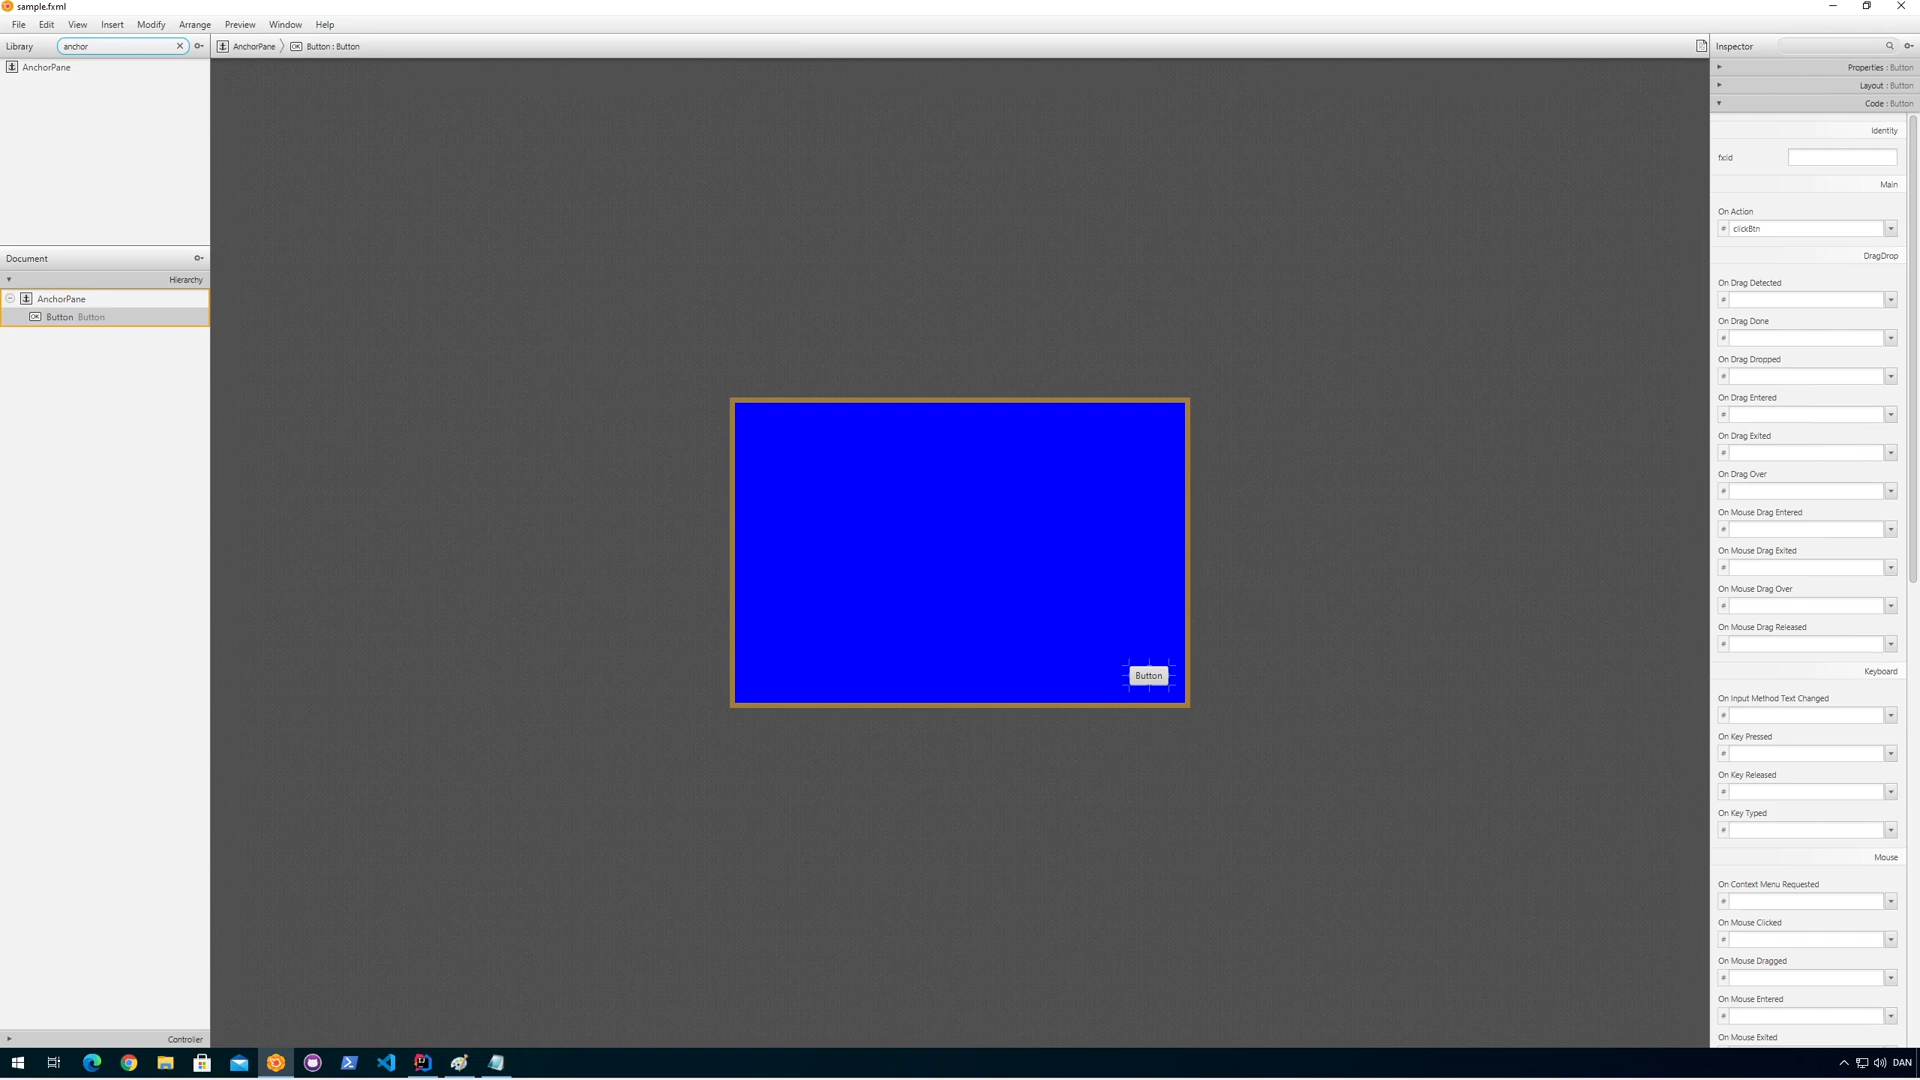 sample.fxml
File Edit View Insert Modify Arrange Preview Window Help
Library anchor
AnchorPane
Document
Hierarchy
AnchorPane
Button Button
Controller
AnchorPane Button : Button
Button
Inspector
Properties : Button
Layout : Button
Code : Button
Identity
fx:id
Main
On Action
# clickBtn
DragDrop
On Drag Detected
#
On Drag Done
#
On Drag Dropped
#
On Drag Entered
#
On Drag Exited
#
On Drag Over
#
On Mouse Drag Entered
#
On Mouse Drag Exited
#
On Mouse Drag Over
#
On Mouse Drag Released
#
Keyboard
On Input Method Text Changed
#
On Key Pressed
#
On Key Released
#
On Key Typed
#
Mouse
On Context Menu Requested
#
On Mouse Clicked
#
On Mouse Dragged
#
On Mouse Entered
#
On Mouse Exited
DAN